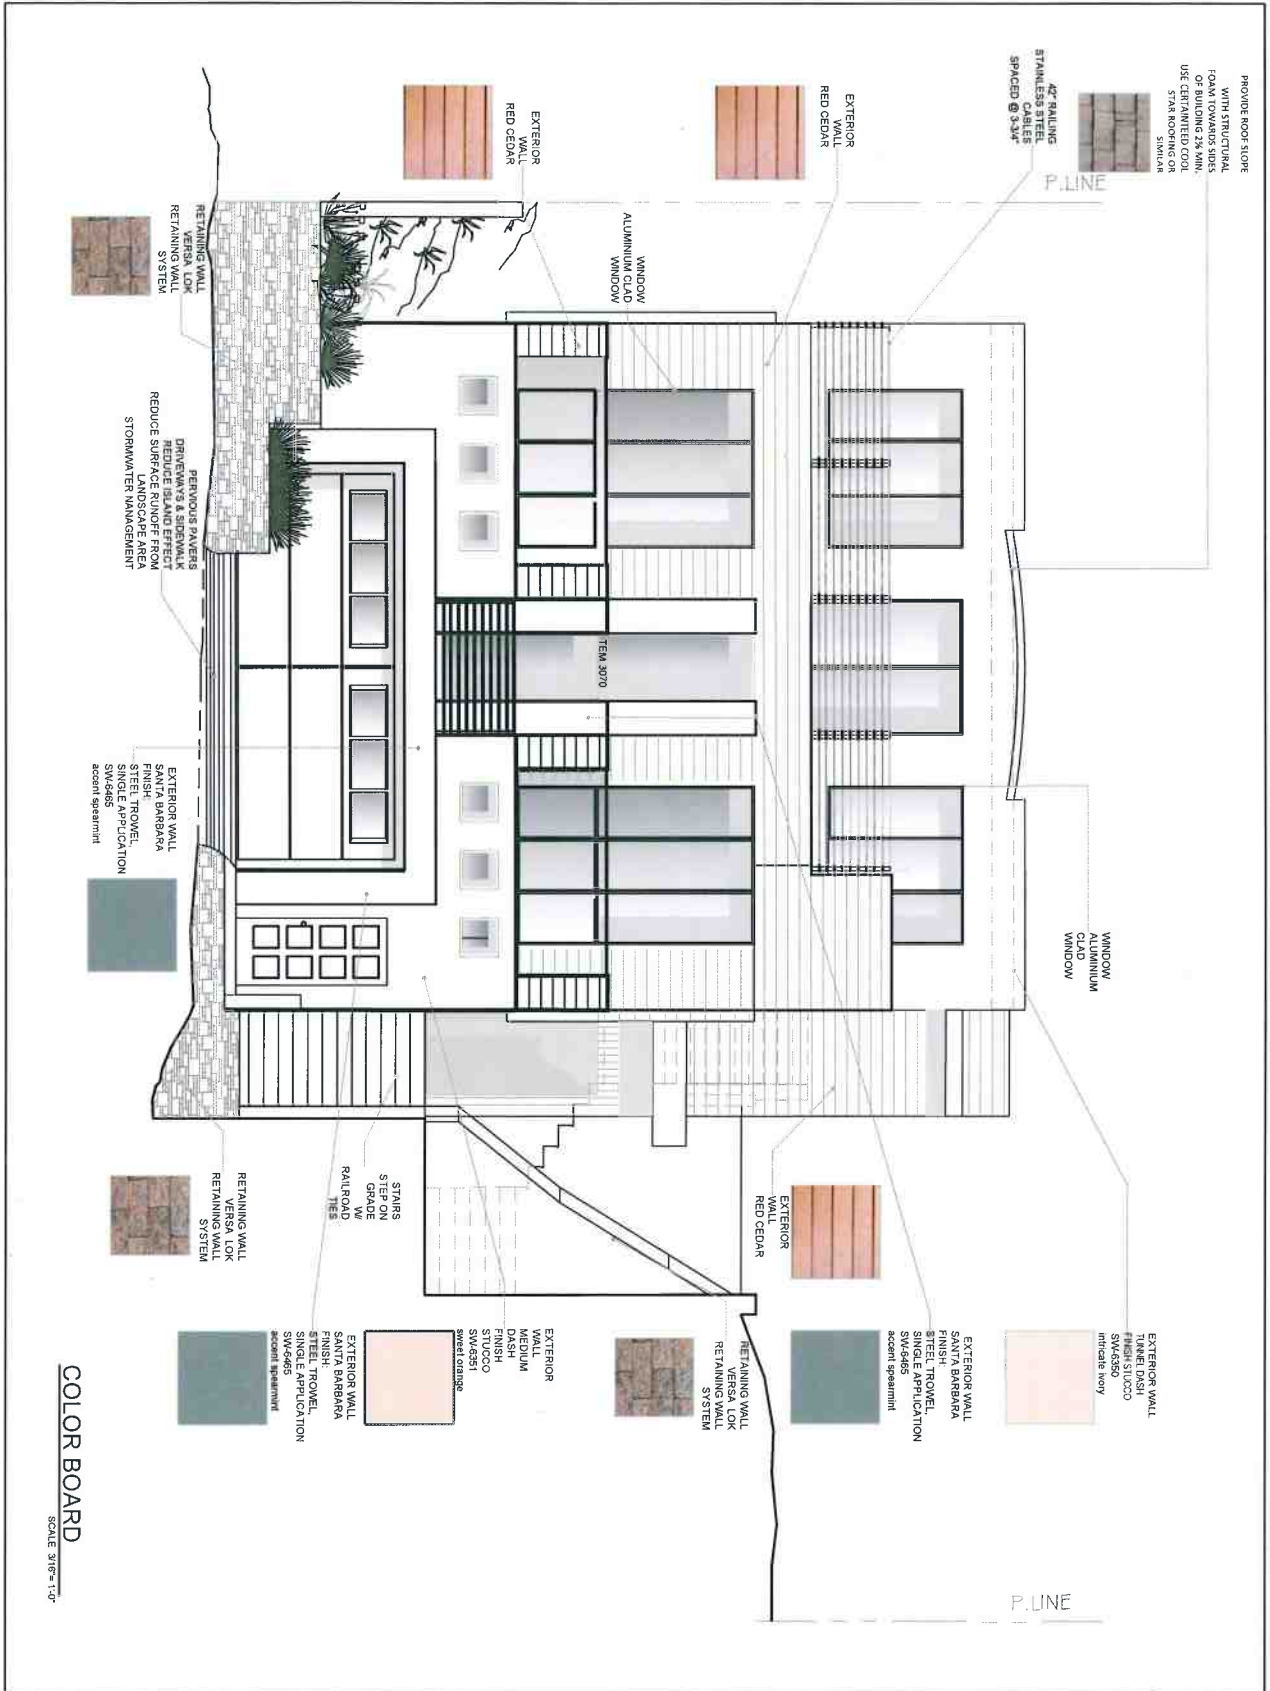 PROVIDE ROOF SLOPE
WITH STRUCTURAL
FOAM TOWARDS SIDES
OF BUILDING 2% MIN.
USE CERTAINTEED COOL
STAR ROOFING OR
SIMILAR
42" RAILING
STAINLESS STEEL
CABLES
SPACED @ 3-3/4"
P.LINE
EXTERIOR
WALL
RED CEDAR
EXTERIOR
WALL
RED CEDAR
WINDOW
ALUMINIUM CLAD
WINDOW
RETAINING WALL
VERSA LOK
RETAINING WALL
SYSTEM
PERVIOUS PAVERS
DRIVEWAYS & SIDEWALK
REDUCE ISLAND EFFECT
REDUCE SURFACE RUNOFF FROM
LANDSCAPE AREA
STORMWATER NANAGEMENT
TEM 3070
EXTERIOR WALL
SANTA BARBARA
FINISH:
STEEL TROWEL,
SINGLE APPLICATION
SW-6465
accent spearmint
WINDOW
ALUMINIUM
CLAD
WINDOW
EXTERIOR
WALL
RED CEDAR
STAIRS
STEP ON
GRADE
W/
RAILROAD
TIES
RETAINING WALL
VERSA LOK
RETAINING WALL
SYSTEM
EXTERIOR WALL
TUNNEL DASH
FINISH STUCCO
SW-6350
intricate ivory
EXTERIOR WALL
SANTA BARBARA
FINISH:
STEEL TROWEL,
SINGLE APPLICATION
SW-6465
accent spearmint
RETAINING WALL
VERSA LOK
RETAINING WALL
SYSTEM
EXTERIOR
WALL
MEDIUM
DASH
FINISH
STUCCO
SW-6351
sweet orange
EXTERIOR WALL
SANTA BARBARA
FINISH:
STEEL TROWEL,
SINGLE APPLICATION
SW-6465
accent spearmint
P.LINE
COLOR BOARD
SCALE 3/16"= 1'-0"